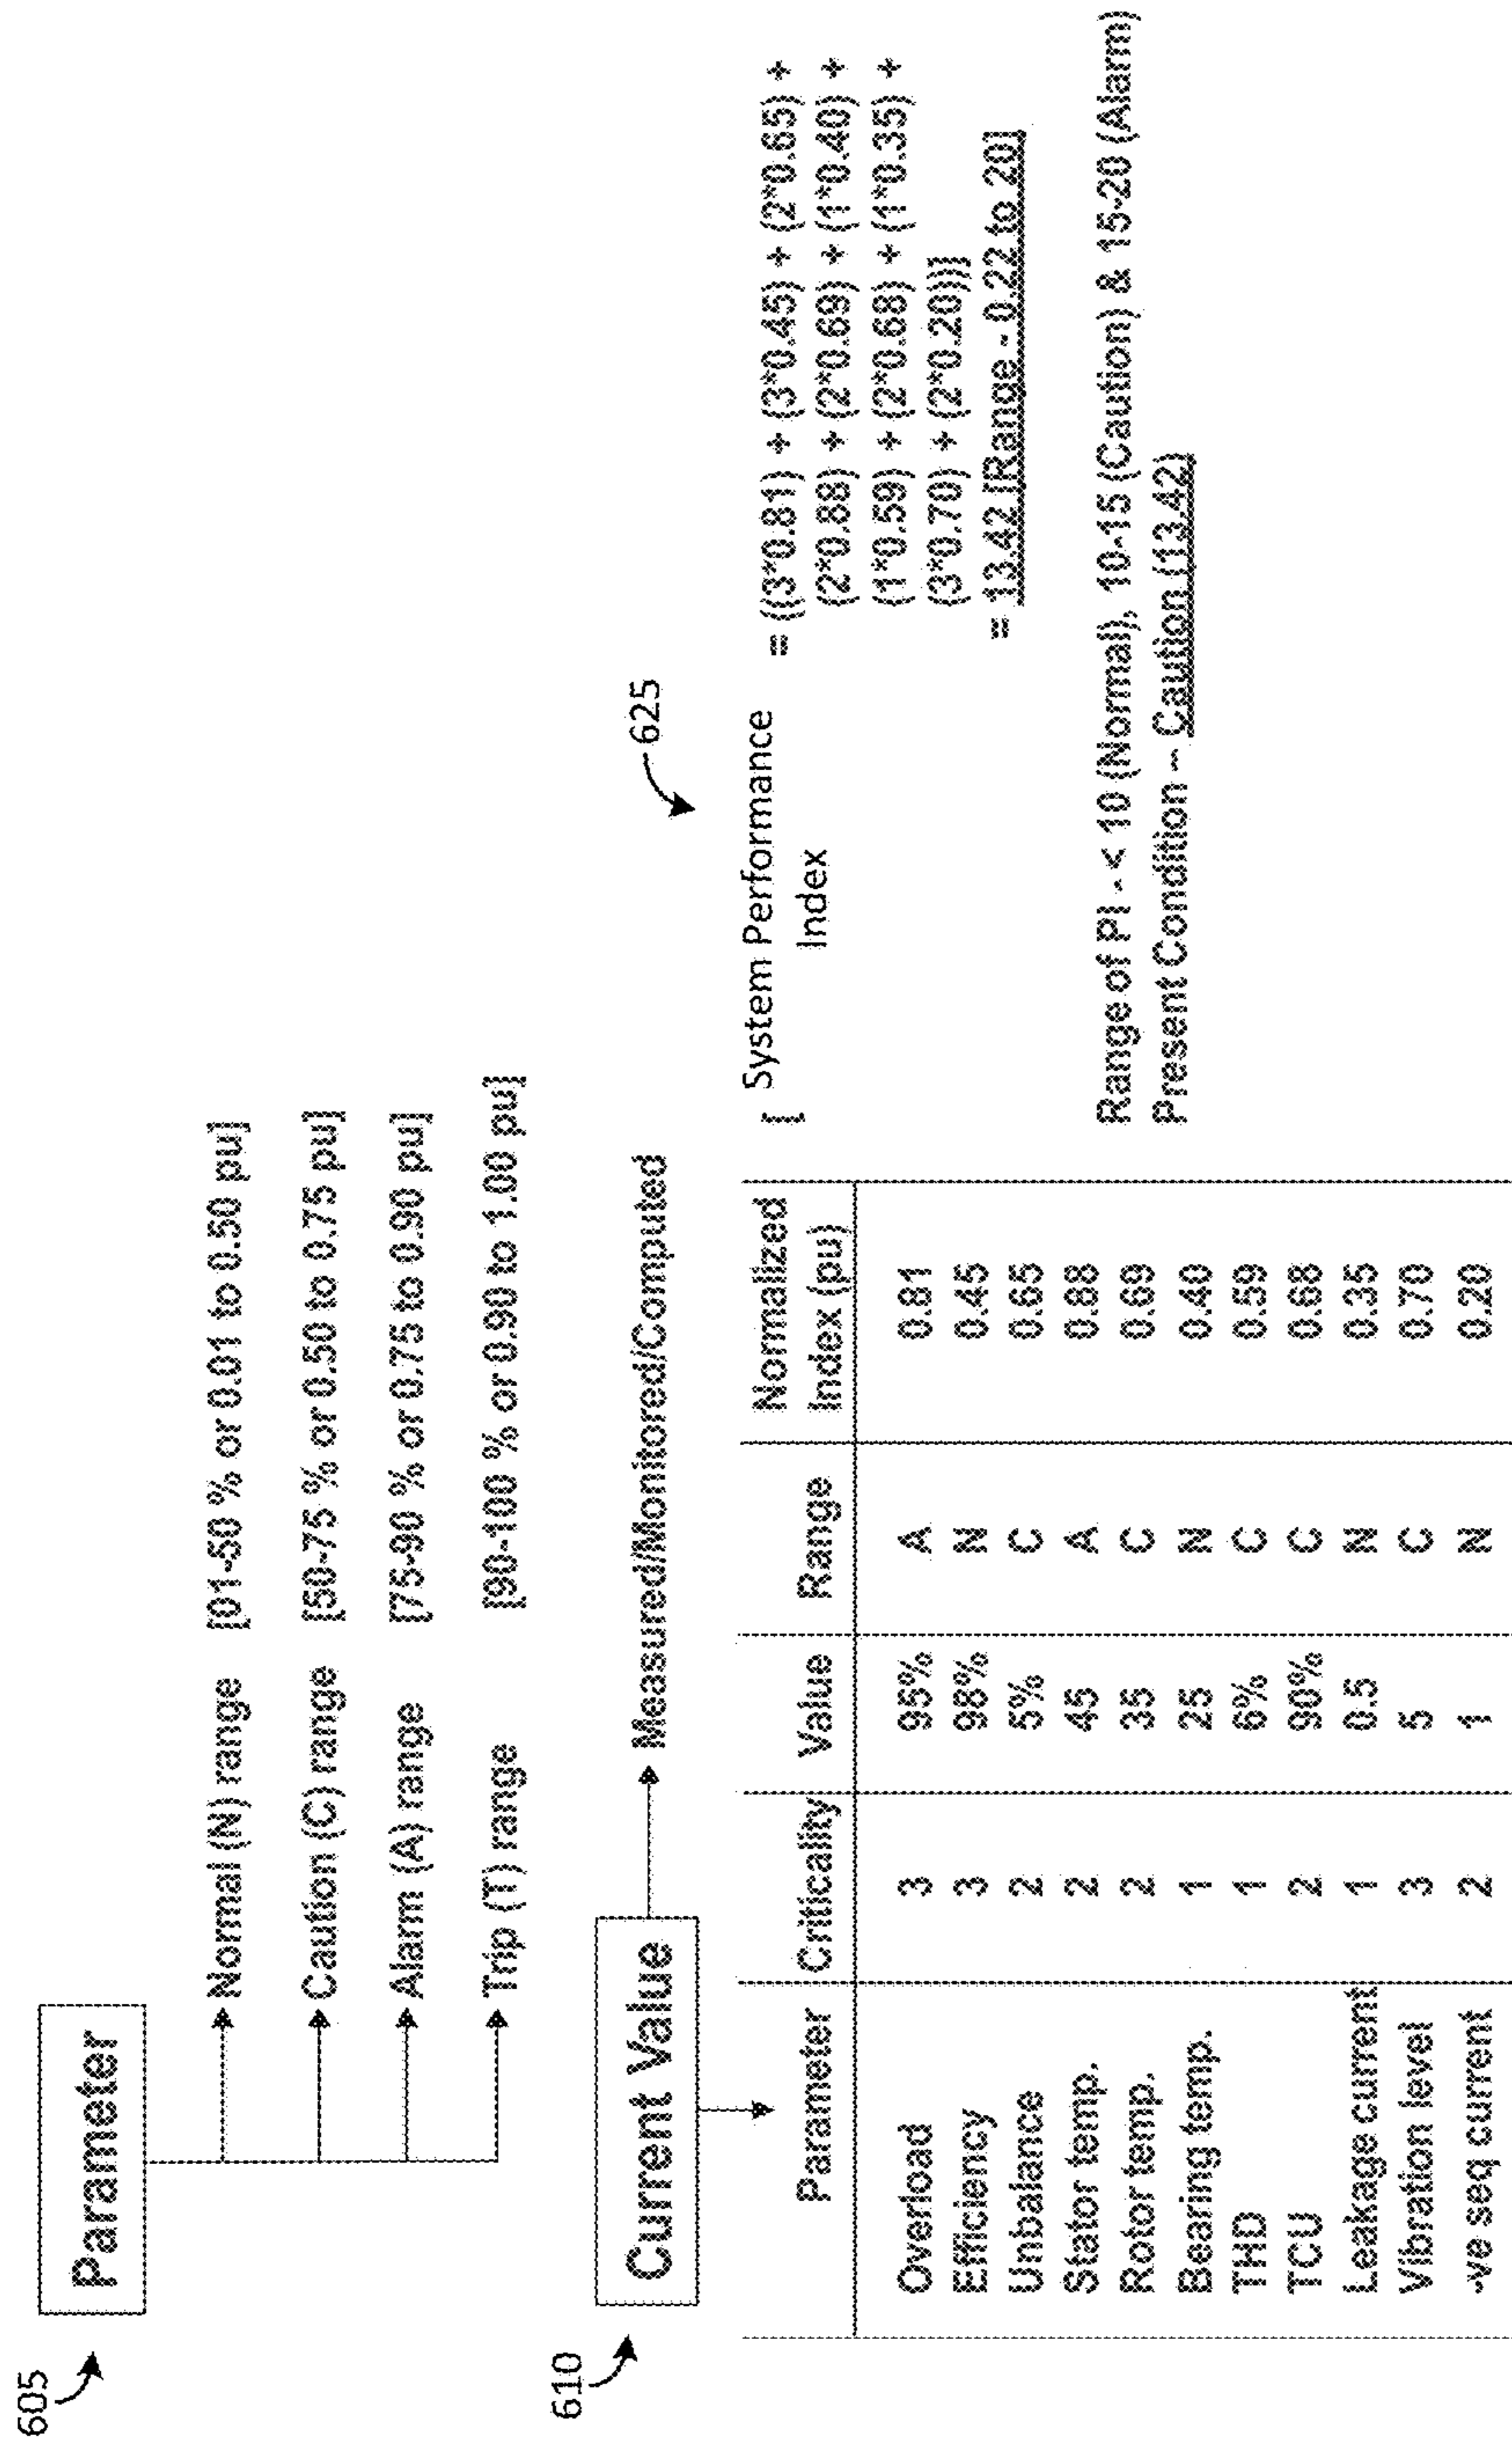 605
Parameter
Normal (N) range [01-50 % or 0.01 to 0.50 pu]
Caution (C) range [50-75 % or 0.50 to 0.75 pu]
Alarm (A) range [75-90 % or 0.75 to 0.90 pu]
Trip (T) range [90-100 % or 0.90 to 1.00 pu]
610
Current Value
Measured/Monitored/Computed
Parameter Criticality Value Range Normalized Index (pu)
Overload 3 95% A 0.81
Efficiency 3 98% N 0.45
Unbalance 2 5% C 0.65
Stator temp. 2 45 A 0.88
Rotor temp. 2 35 C 0.69
Bearing temp. 1 25 N 0.40
THD 1 6% C 0.59
TCU 2 90% C 0.68
Leakage current 1 0.5 N 0.35
Vibration level 3 5 C 0.70
-ve seq current 2 1 N 0.20
625
[ System Performance
Index
= ((3*0.81) + (3*0.45) + (2*0.65) +
(2*0.88) + (2*0.69) + (1*0.40) +
(1*0.59) + (2*0.68) + (1*0.35) +
(3*0.70) + (2*0.20))]
= 13.42 [Range - 0.22 to 20]
Range of PI - < 10 (Normal), 10-15 (Caution) & 15-20 (Alarm)
Present Condition – Caution (13.42)